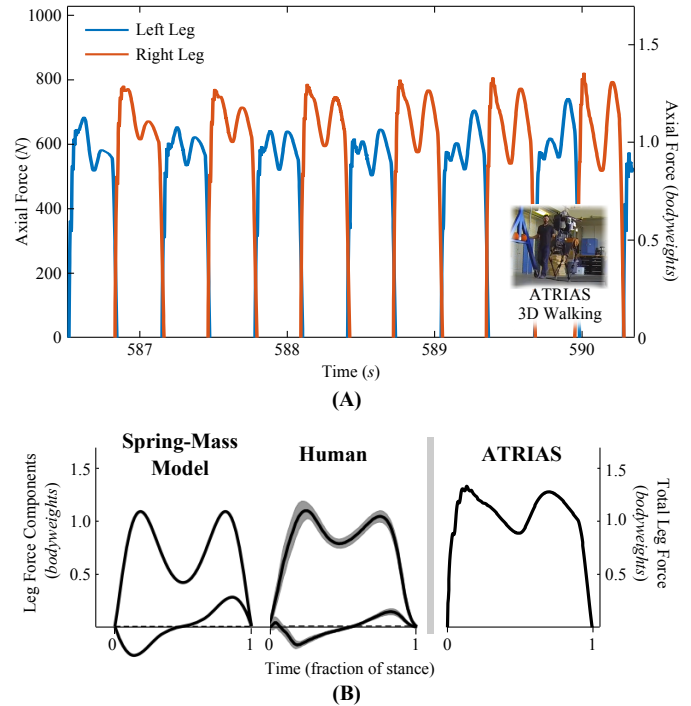 1000
800
600
400
200
0
Axial Force (N)
Left Leg
Right Leg
1.5
1.0
0.5
0
Axial Force (bodyweights)
ATRIAS
3D Walking
587
588
589
590
Time (s)
(A)
Spring-Mass
Model
Human
ATRIAS
Leg Force Components
(bodyweights)
1.5
1.0
0.5
1.5
1.0
0.5
Total Leg Force
(bodyweights)
0
1
0
1
0
1
Time (fraction of stance)
(B)